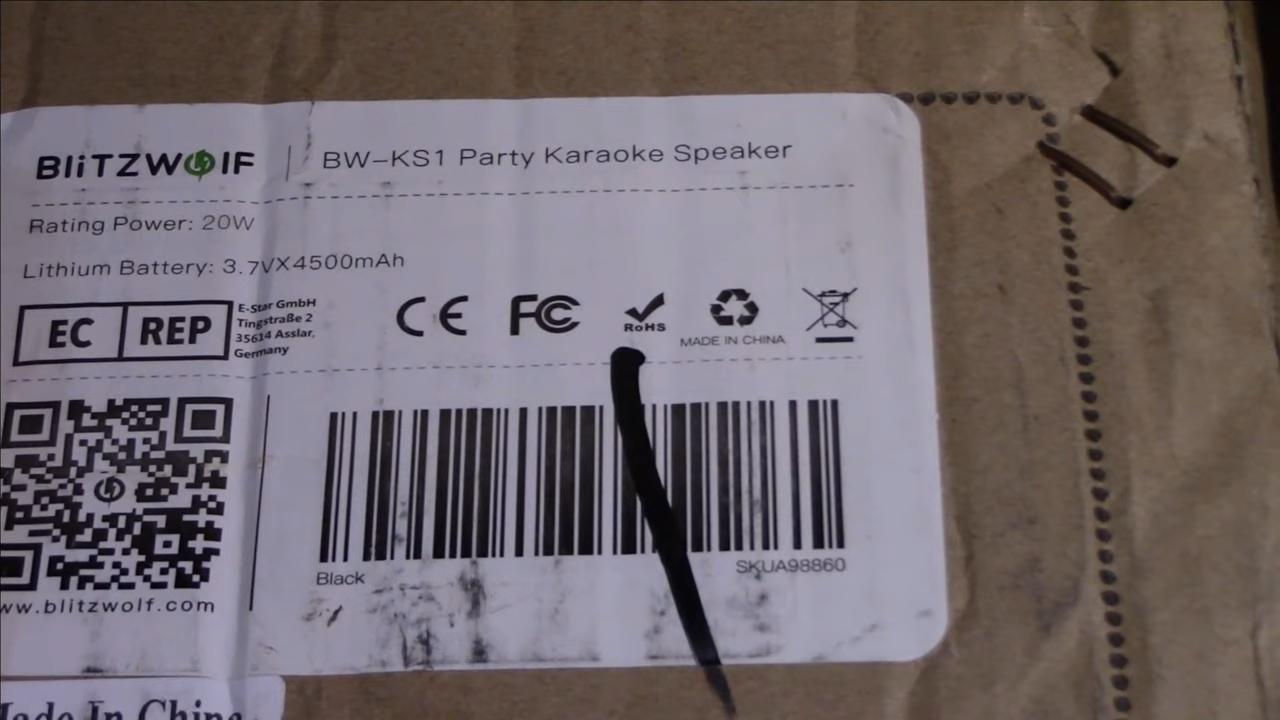 BLiTZWOLF | BW-KS1 Party Karaoke Speaker
Rating Power: 20W
Lithium Battery: 3.7VX4500mAh
EC REP
E-Star GmbH
Tingstraße 2
35614 Asslar,
Germany
CE FC RoHS
MADE IN CHINA
Black
SKUA98860
ww.blitzwolf.com
Made In China